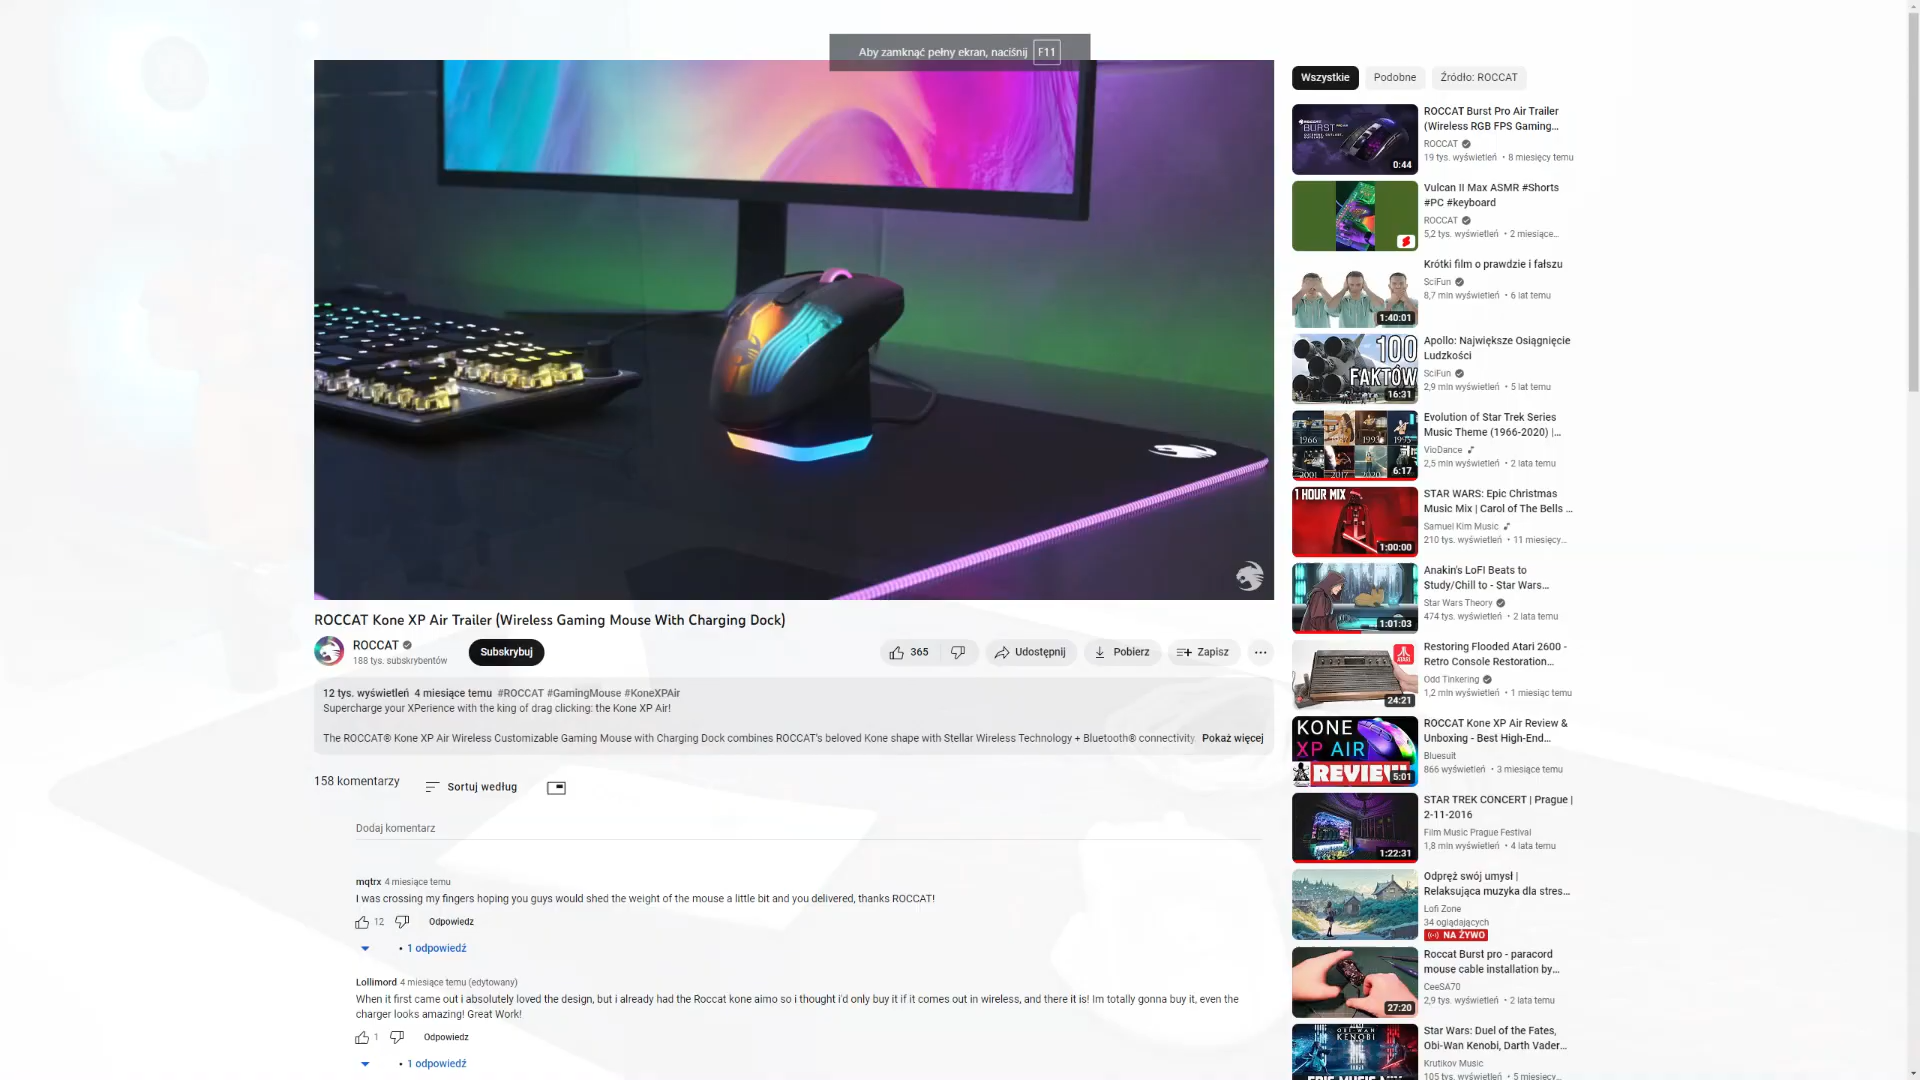 Aby zamknąć pełny ekran, naciśnij F11
ROCCAT Kone XP Air Trailer (Wireless Gaming Mouse With Charging Dock)
ROCCAT
188 tys. subskrybentów
Subskrybuj
365
Udostępnij
Pobierz
Zapisz
12 tys. wyświetleń 4 miesiące temu #ROCCAT #GamingMouse #KoneXPAir
Supercharge your XPerience with the king of drag clicking: the Kone XP Air!
The ROCCAT® Kone XP Air Wireless Customizable Gaming Mouse with Charging Dock combines ROCCAT's beloved Kone shape with Stellar Wireless Technology + Bluetooth® connectivity Pokaż więcej
158 komentarzy
Sortuj według
Dodaj komentarz
mqtrx 4 miesiące temu
I was crossing my fingers hoping you guys would shed the weight of the mouse a little bit and you delivered, thanks ROCCAT!
12 Odpowiedz
• 1 odpowiedź
Lollimord 4 miesiące temu (edytowany)
When it first came out i absolutely loved the design, but i already had the Roccat kone aimo so i thought i'd only buy it if it comes out in wireless, and there it is! Im totally gonna buy it, even the
charger looks amazing! Great Work!
1 Odpowiedz
• 1 odpowiedź
Wszystkie
Podobne
Źródło: ROCCAT
BURST
0:44
ROCCAT Burst Pro Air Trailer
(Wireless RGB FPS Gaming...
ROCCAT
19 tys. wyświetleń • 8 miesięcy temu
Vulcan II Max ASMR #Shorts
#PC #keyboard
ROCCAT
5,2 tys. wyświetleń • 2 miesiące...
1:40:01
Krótki film o prawdzie i fałszu
SciFun
8,7 mln wyświetleń • 6 lat temu
100
FAKTÓW
16:31
Apollo: Największe Osiągnięcie
Ludzkości
SciFun
2,9 mln wyświetleń • 5 lat temu
1966
1993
1995
2001
2017
2020
6:17
Evolution of Star Trek Series
Music Theme (1966-2020) |...
VioDance
2,5 mln wyświetleń • 2 lata temu
1 HOUR MIX
1:00:00
STAR WARS: Epic Christmas
Music Mix | Carol of The Bells ...
Samuel Kim Music
210 tys. wyświetleń • 11 miesięcy...
1:01:03
Anakin's LoFI Beats to
Study/Chill to - Star Wars...
Star Wars Theory
474 tys. wyświetleń • 2 lata temu
ATARI
24:21
Restoring Flooded Atari 2600 -
Retro Console Restoration...
Odd Tinkering
1,2 mln wyświetleń • 1 miesiąc temu
KONE
XP AIR
REVIEW
5:01
ROCCAT Kone XP Air Review &
Unboxing - Best High-End...
Bluesuit
866 wyświetleń • 3 miesiące temu
1:22:31
STAR TREK CONCERT | Prague |
2-11-2016
Film Music Prague Festival
1,8 mln wyświetleń • 4 lata temu
Odpręż swój umysł |
Relaksująca muzyka dla stres...
Lofi Zone
34 oglądających
NA ŻYWO
27:20
Roccat Burst pro - paracord
mouse cable installation by...
CeeSA70
2,9 tys. wyświetleń • 2 lata temu
OBI-WAN
KENOBI
Star Wars: Duel of the Fates,
Obi-Wan Kenobi, Darth Vader...
Krutikov Music
105 tys. wyświetleń • 5 miesięcy...